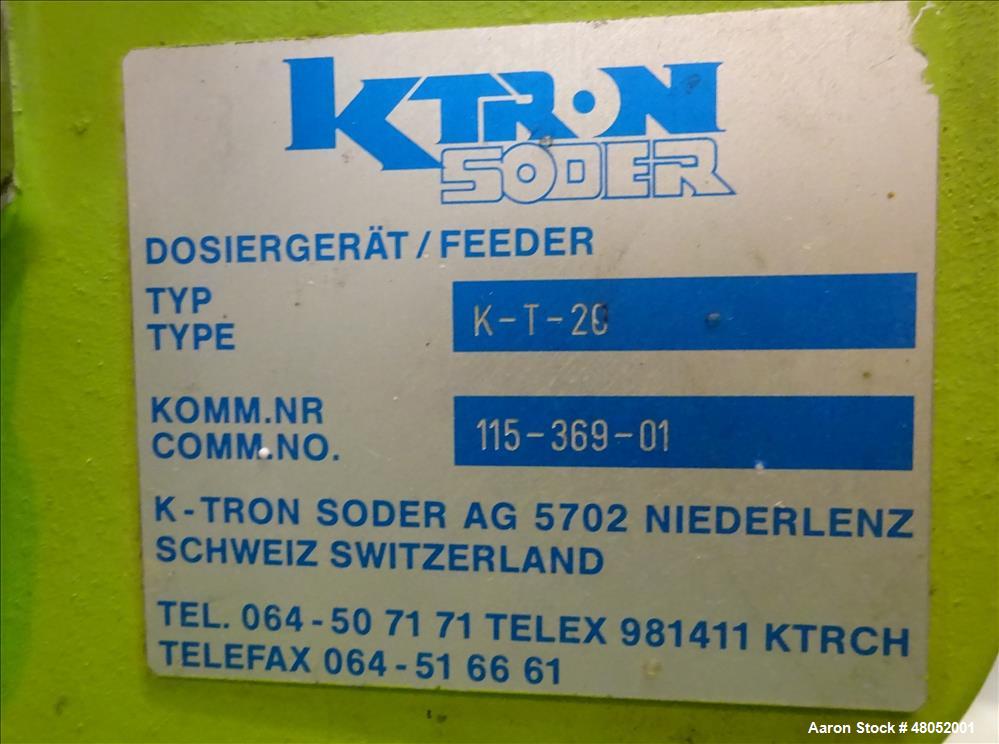 KTRON
SODER
DOSIERGERÄT / FEEDER
TYP
TYPE
K-T-20
KOMM.NR
COMM.NO.
115-369-01
K-TRON SODER AG 5702 NIEDERLENZ
SCHWEIZ SWITZERLAND
TEL. 064-50 71 71 TELEX 981411 KTRCH
TELEFAX 064-51 66 61
Aaron Stock # 48052001